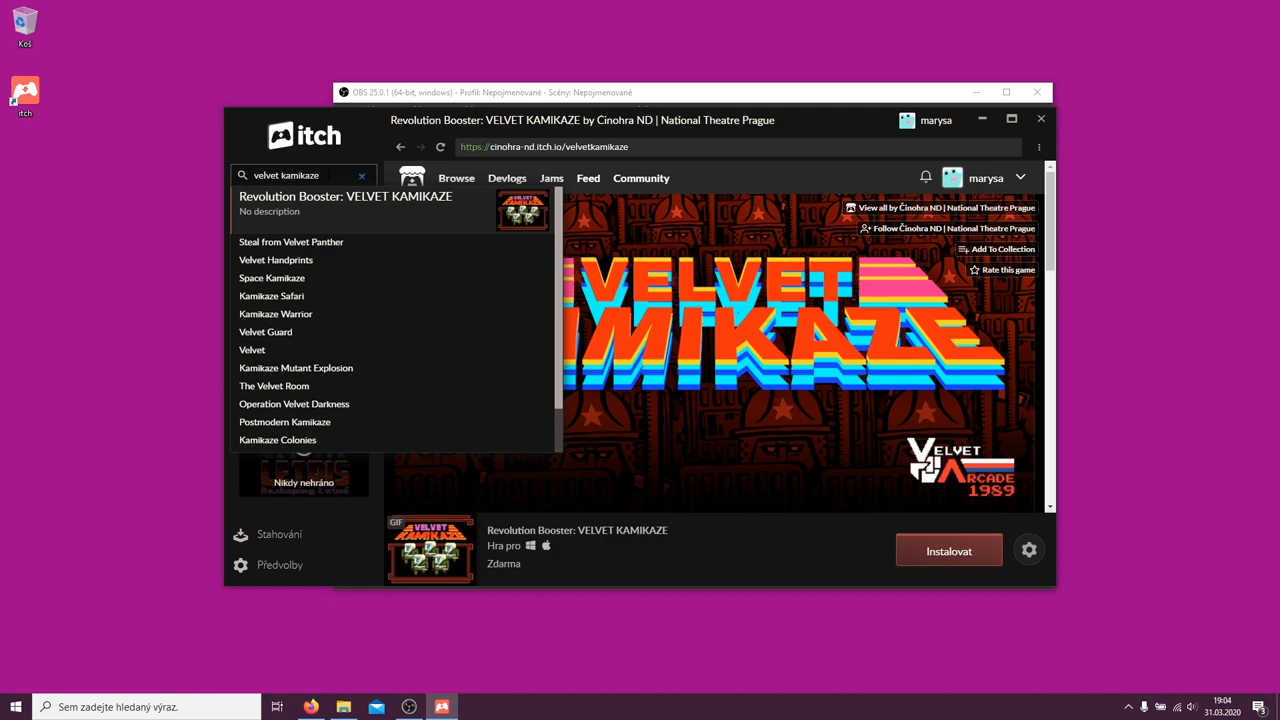 Koš
itch
OBS 25.0.1 (64-bit, windows) - Profil: Nepojmenované - Scény: Nepojmenované
itch
Revolution Booster: VELVET KAMIKAZE by Cinohra ND | National Theatre Prague
marysa
https://cinohra-nd.itch.io/velvetkamikaze
velvet kamikaze
Browse Devlogs Jams Feed Community
marysa
Revolution Booster: VELVET KAMIKAZE
No description
VELVET KAMIKAZE
Steal from Velvet Panther
Velvet Handprints
Space Kamikaze
Kamikaze Safari
Kamikaze Warrior
Velvet Guard
Velvet
Kamikaze Mutant Explosion
The Velvet Room
Operation Velvet Darkness
Postmodern Kamikaze
Kamikaze Colonies
View all by Činohra ND | National Theatre Prague
Follow Činohra ND | National Theatre Prague
Add To Collection
Rate this game
VELVET
MIKAZE
VELVET
ARCADE
1989
Nikdy nehráno
Stahování
Předvolby
GIF
VELVET
KAMIKAZE
Revolution Booster: VELVET KAMIKAZE
Hra pro
Zdarma
Instalovat
Sem zadejte hledaný výraz.
19:04
31.03.2020
3